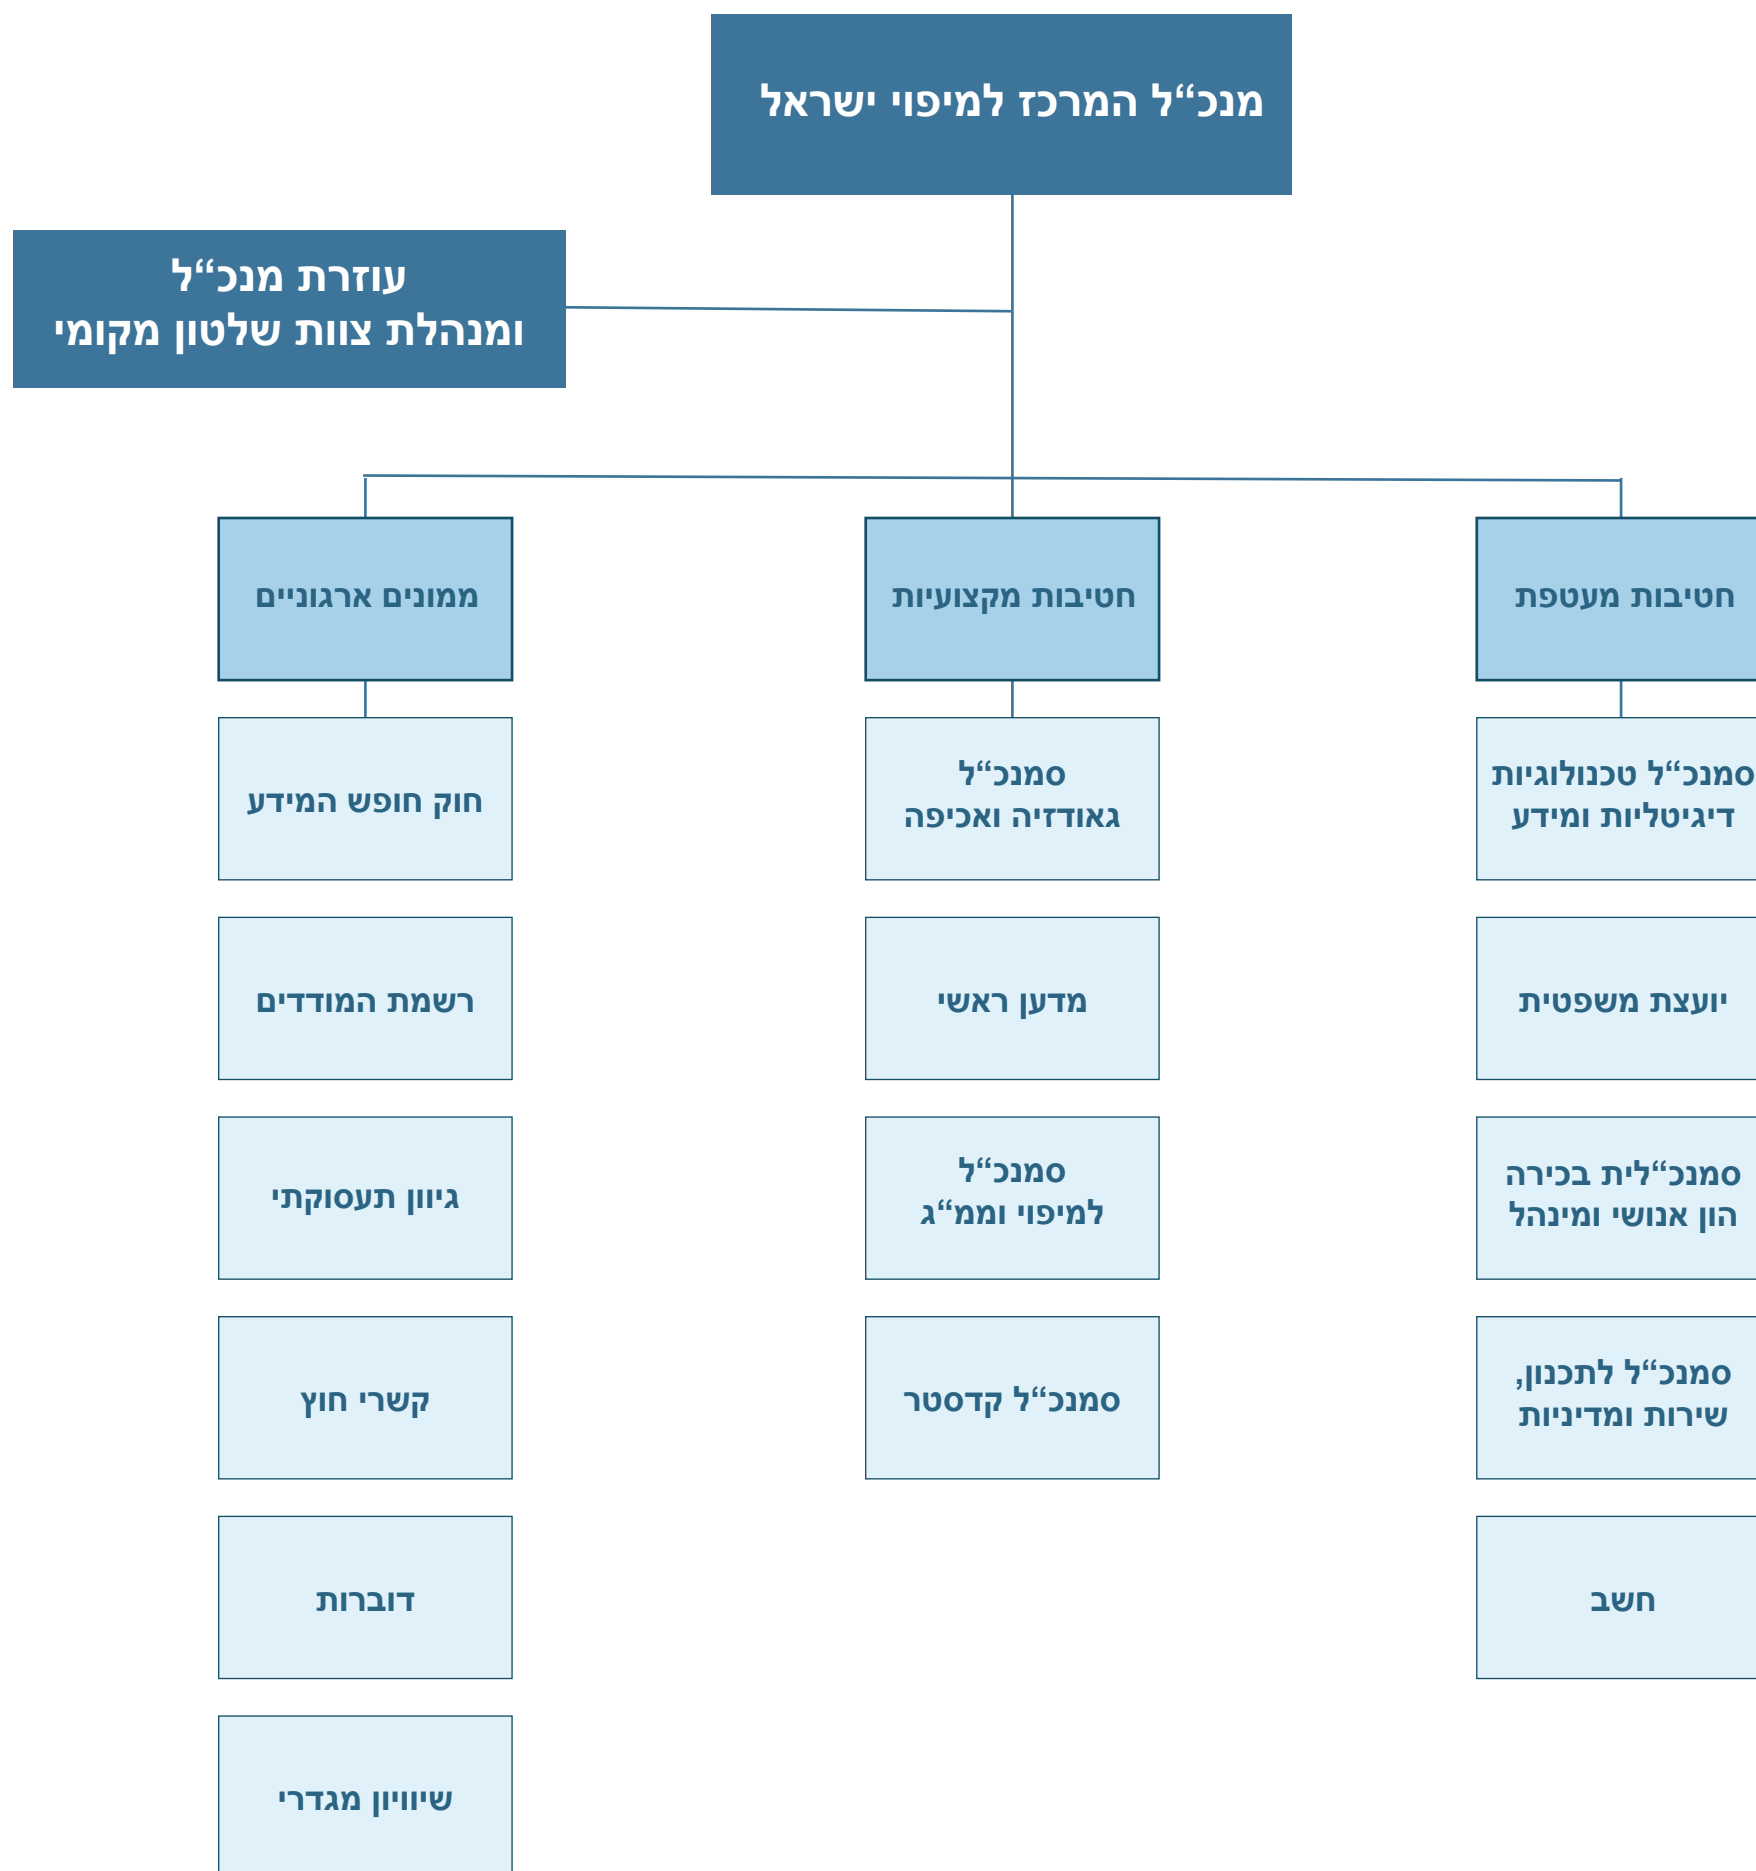 מנכ“ל המרכז למיפוי ישראל
עוזרת מנכ“ל
ומנהלת צוות שלטון מקומי
חטיבות מעטפת
סמנכ“ל טכנולוגיות
דיגיטליות ומידע
יועצת משפטית
סמנכ“לית בכירה
הון אנושי ומינהל
סמנכ“ל לתכנון,
שירות ומדיניות
חשב
חטיבות מקצועיות
סמנכ“ל
גאודזיה ואכיפה
מדען ראשי
סמנכ“ל
למיפוי וממ“ג
סמנכ“ל קדסטר
ממונים ארגוניים
חוק חופש המידע
רשמת המודדים
גיוון תעסוקתי
קשרי חוץ
דוברות
שיוויון מגדרי